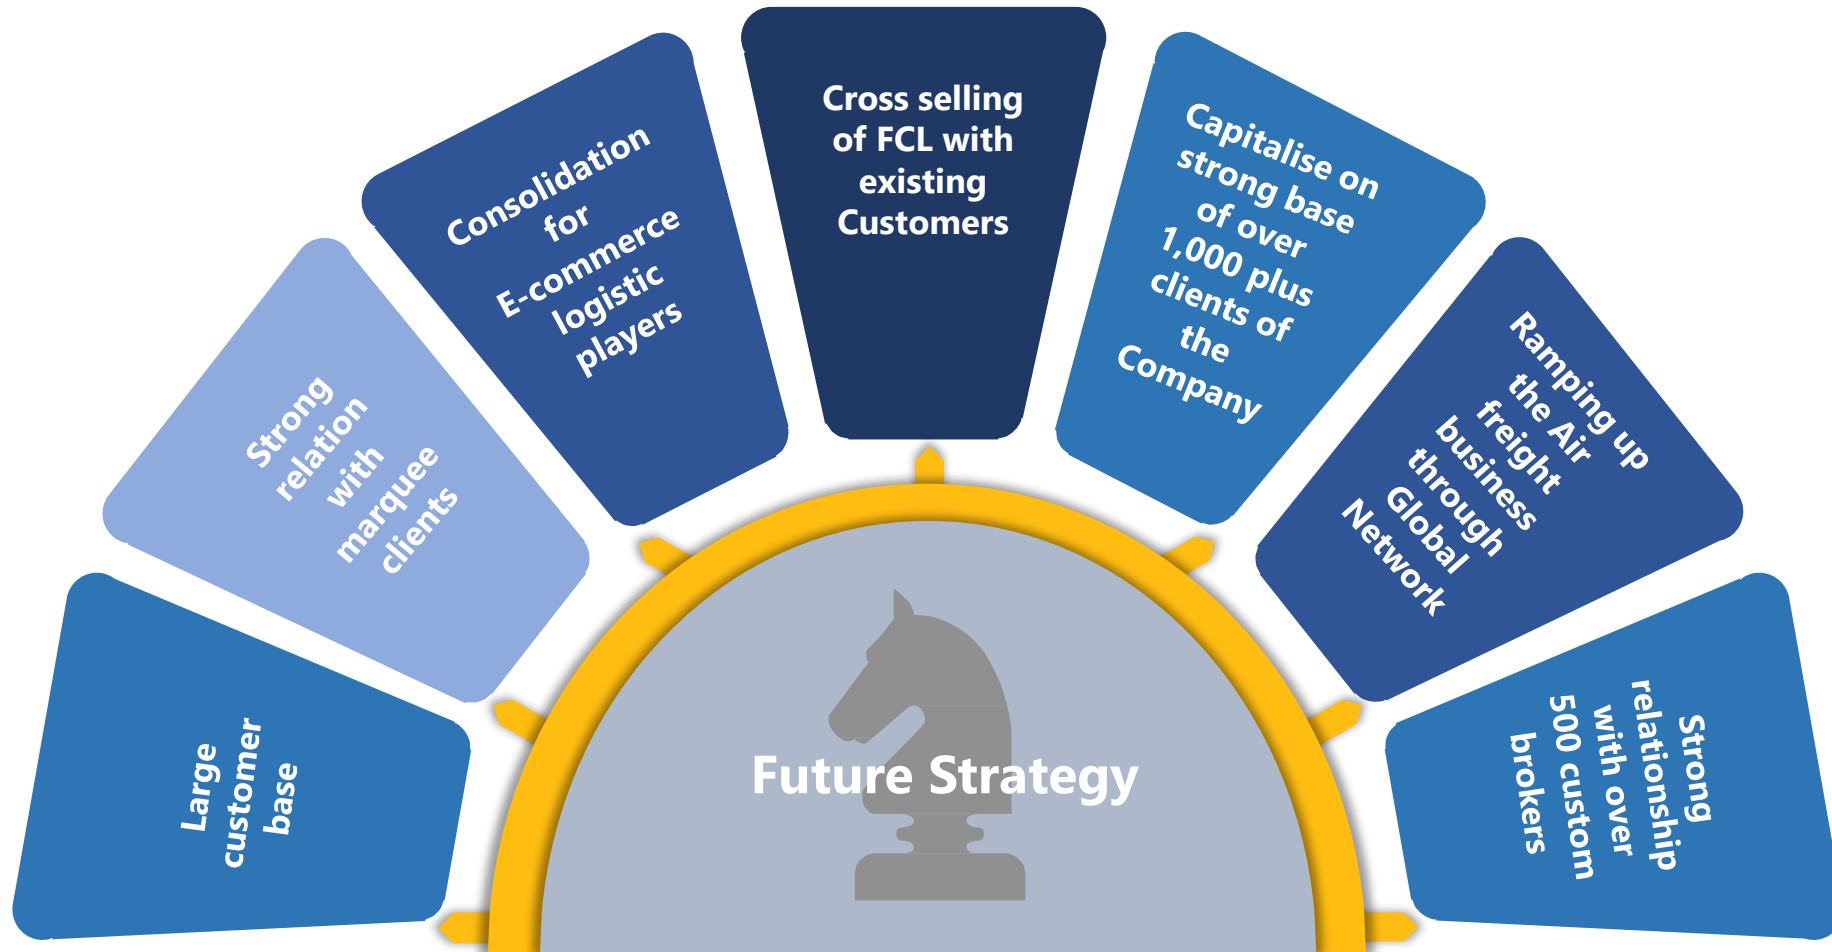 Large
customer
base
Strong
relation
with
marquee
clients
Consolidation
for
E-commerce
logistic
players
Cross selling
of FCL with
existing
Customers
Capitalise on
strong base
of over
1,000 plus
clients of
the
Company
Ramping up
the Air
freight
business
through
Global
Network
Strong
relationship
with over
500 custom
brokers
Future Strategy